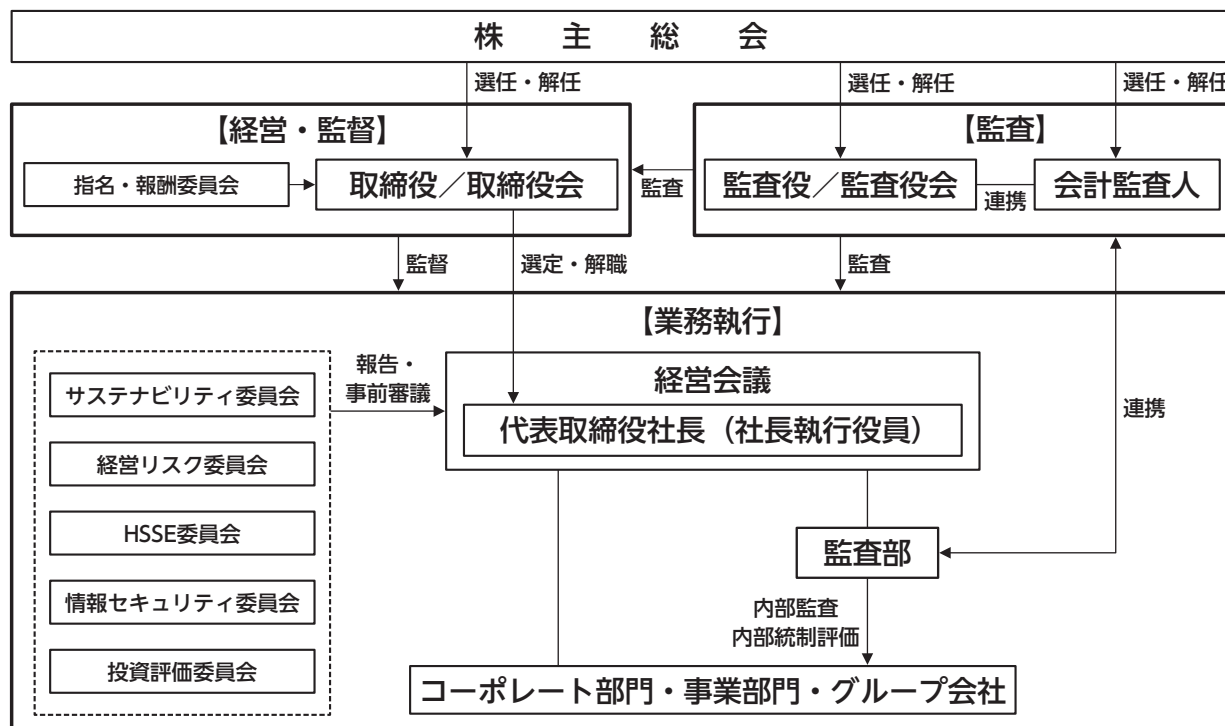 株主総会
選任・解任
選任・解任
選任・解任
【経営・監督】
【監査】
指名・報酬委員会
取締役／取締役会
監査
監査役／監査役会
連携
会計監査人
監督
選定・解職
監査
【業務執行】
報告・
事前審議
経営会議
代表取締役社長（社長執行役員）
連携
サステナビリティ委員会
経営リスク委員会
HSSE委員会
情報セキュリティ委員会
投資評価委員会
監査部
内部監査
内部統制評価
コーポレート部門・事業部門・グループ会社